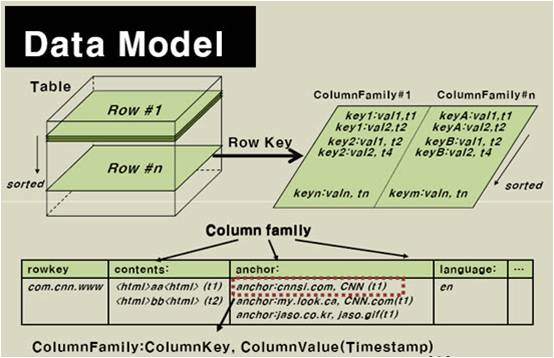 Data Model
Table
Row #1
Row #n
sorted
Row Key
ColumnFamily#1 ColumnFamily#n
key1:val1,t1 keyA:val1,t1
key1:val2,t2 keyA:val2,t2
key2:val1, t2 keyB:val1, t2
key2:val2, t4 keyB:val2, t4
keyn:valn, tn keym:valn, tn
sorted
Column family
rowkey contents: anchor: language: ...
com.cnn.www <html>aa<html> (t1) anchor:cnnsi.com, CNN (t1) en
<html>bb<html> (t2) anchor:my.look.ca, CNN.com(t1)
anchor:jaso.co.kr, jaso.gif(t1)
ColumnFamily:ColumnKey, ColumnValue(Timestamp)